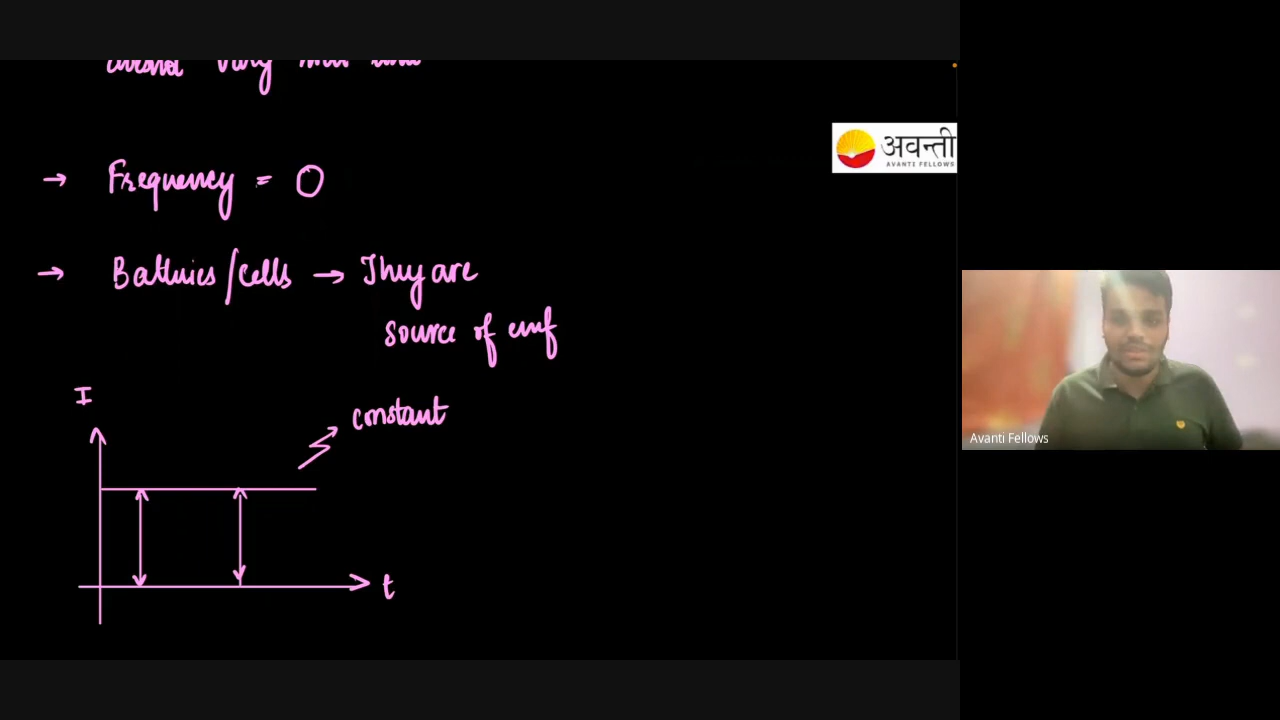 → Frequency = 0
→ Batteries/cells → They are
source of emf
I
constant
t
अवन्ती
AVANTI FELLOWS
Avanti Fellows